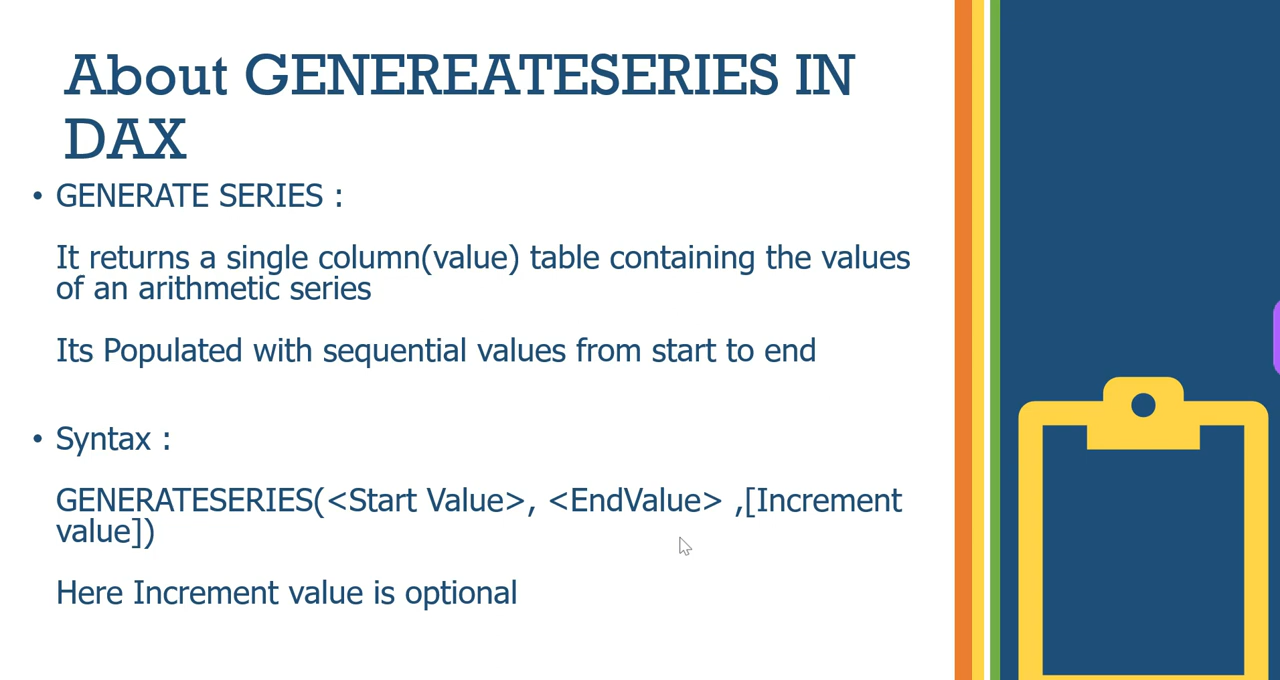 About GENEREATESERIES IN
DAX
• GENERATE SERIES :
It returns a single column(value) table containing the values
of an arithmetic series
Its Populated with sequential values from start to end
• Syntax :
GENERATESERIES(<Start Value>, <EndValue> ,[Increment
value])
Here Increment value is optional